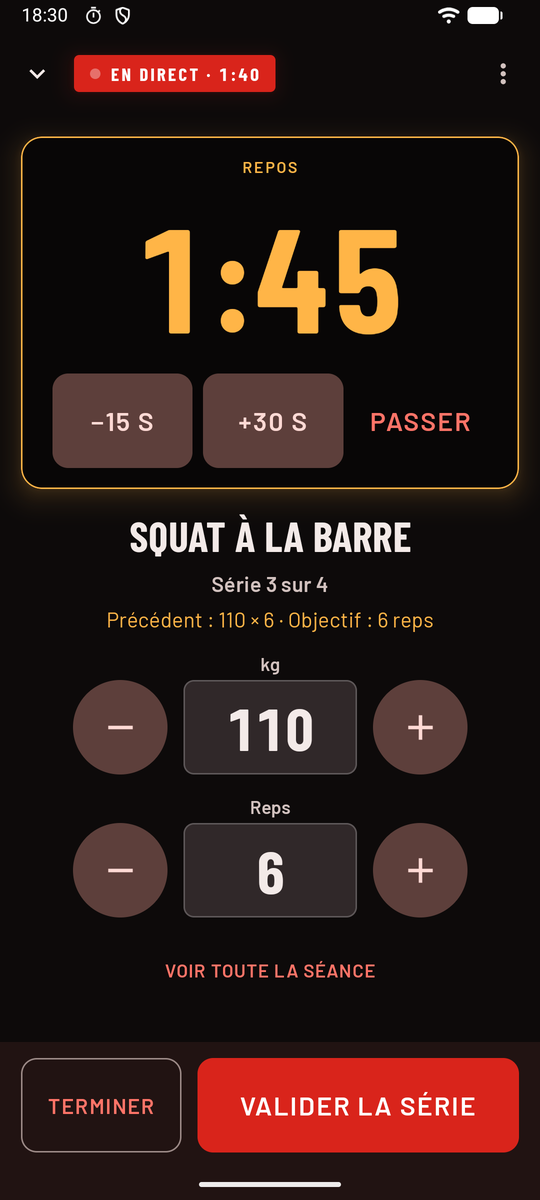 18:30
EN DIRECT · 1:40
REPOS
1:45
−15 S
+30 S
PASSER
SQUAT À LA BARRE
Série 3 sur 4
Précédent : 110 × 6 · Objectif : 6 reps
kg
− 110 +
Reps
− 6 +
VOIR TOUTE LA SÉANCE
TERMINER
VALIDER LA SÉRIE